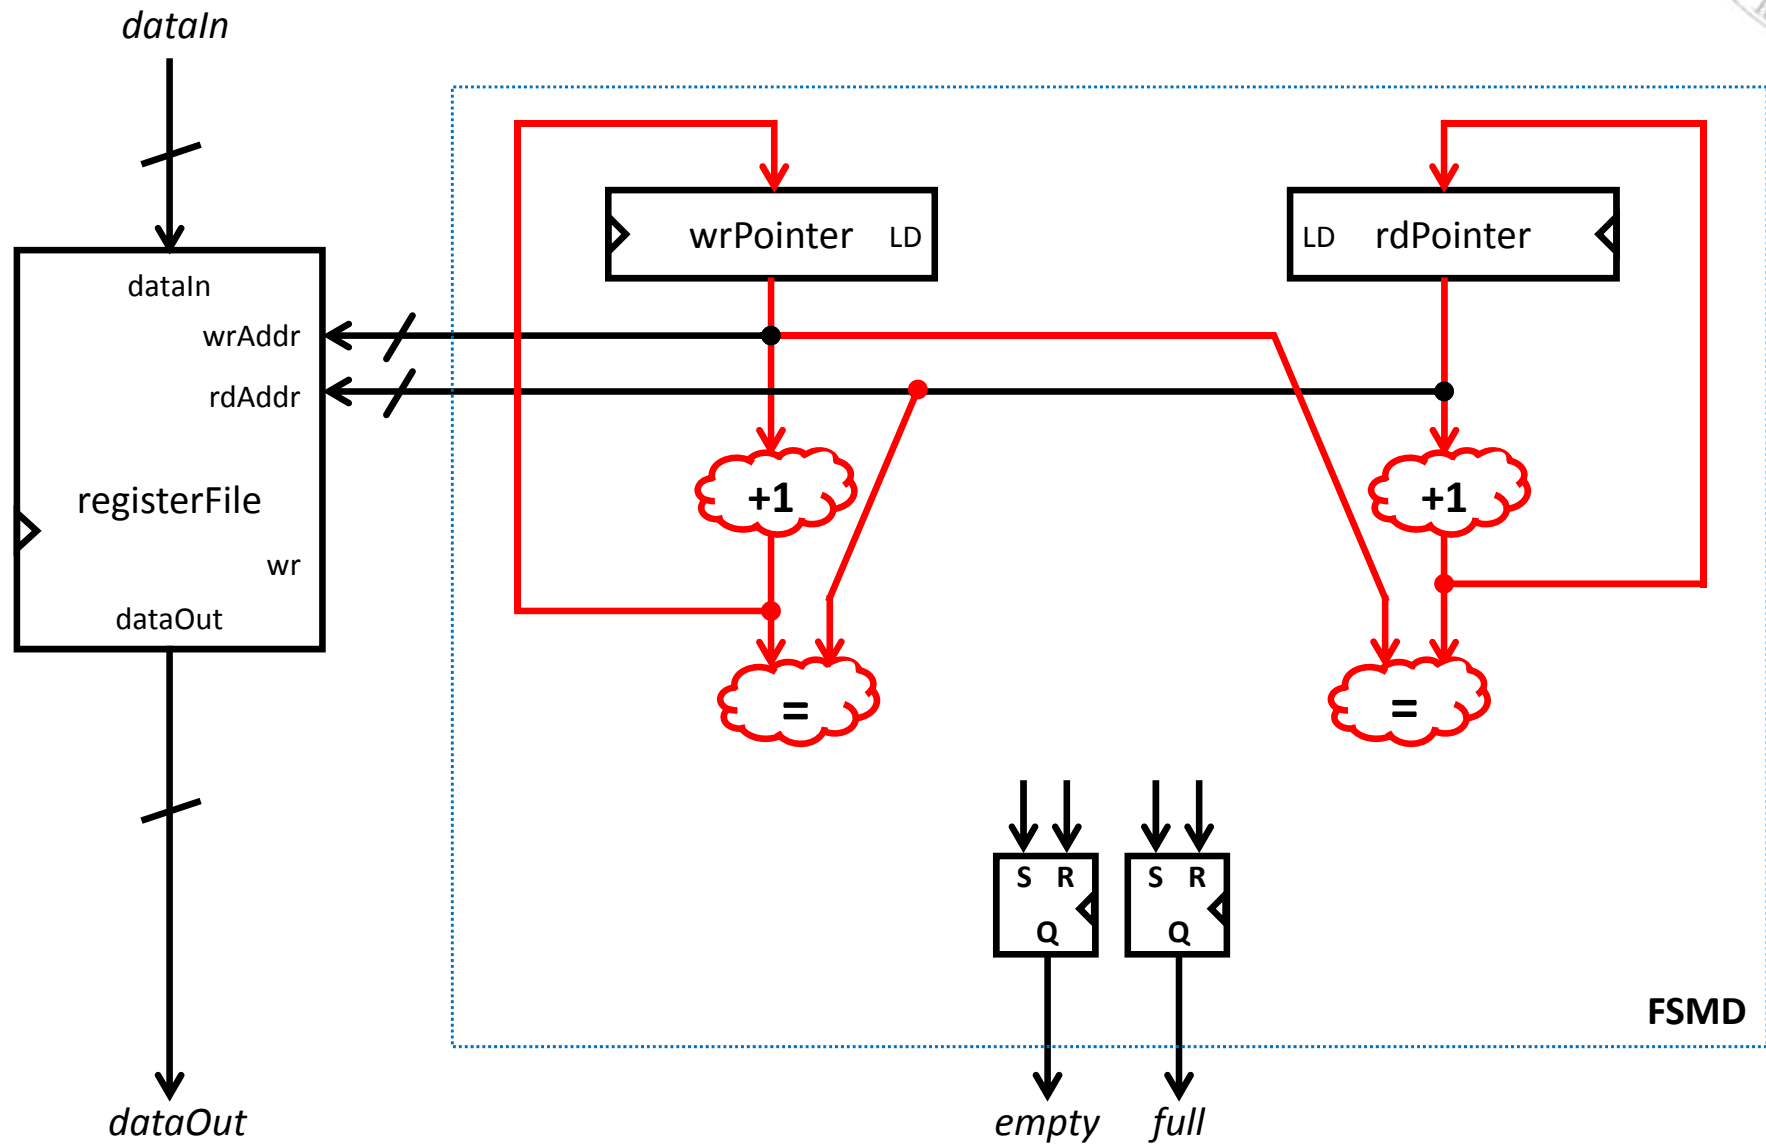 dataIn
dataIn
wrAddr
rdAddr
registerFile
wr
dataOut
dataOut
wrPointer LD
LD rdPointer
+1
+1
=
=
S R
Q
S R
Q
FSMD
empty
full